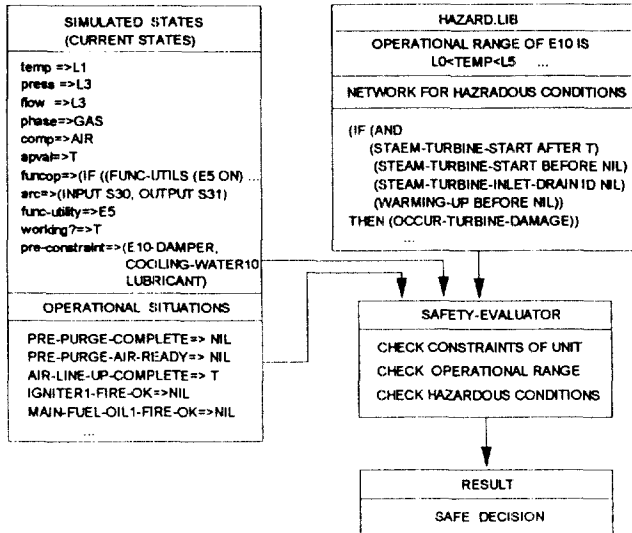 SIMULATED STATES
(CURRENT STATES)
temp =>L1
press =>L3
flow =>L3
phase=>GAS
comp=>AIR
apval=>T
funcop=>(IF ((FUNC-UTILS (E5 ON) ...
arc=>(INPUT S30, OUTPUT S31)
func-utility=>E5
working?=>T
pre-constraint=>(E10-DAMPER,
COOLING-WATER10
LUBRICANT)
OPERATIONAL SITUATIONS
PRE-PURGE-COMPLETE=> NIL
PRE-PURGE-AIR-READY=> NIL
AIR-LINE-UP-COMPLETE=> T
IGNITER1-FIRE-OK=>NIL
MAIN-FUEL-OIL1-FIRE-OK=>NIL
...
HAZARD.LIB
OPERATIONAL RANGE OF E10 IS
L0<TEMP<L5 ...
NETWORK FOR HAZRADOUS CONDITIONS
(IF (AND
(STAEM-TURBINE-START AFTER T)
(STEAM-TURBINE-START BEFORE NIL)
(STEAM-TURBINE-INLET-DRAIN ID NIL)
(WARMING-UP BEFORE NIL))
THEN (OCCUR-TURBINE-DAMAGE))
...
SAFETY-EVALUATOR
CHECK CONSTRAINTS OF UNIT
CHECK OPERATIONAL RANGE
CHECK HAZARDOUS CONDITIONS
RESULT
SAFE DECISION